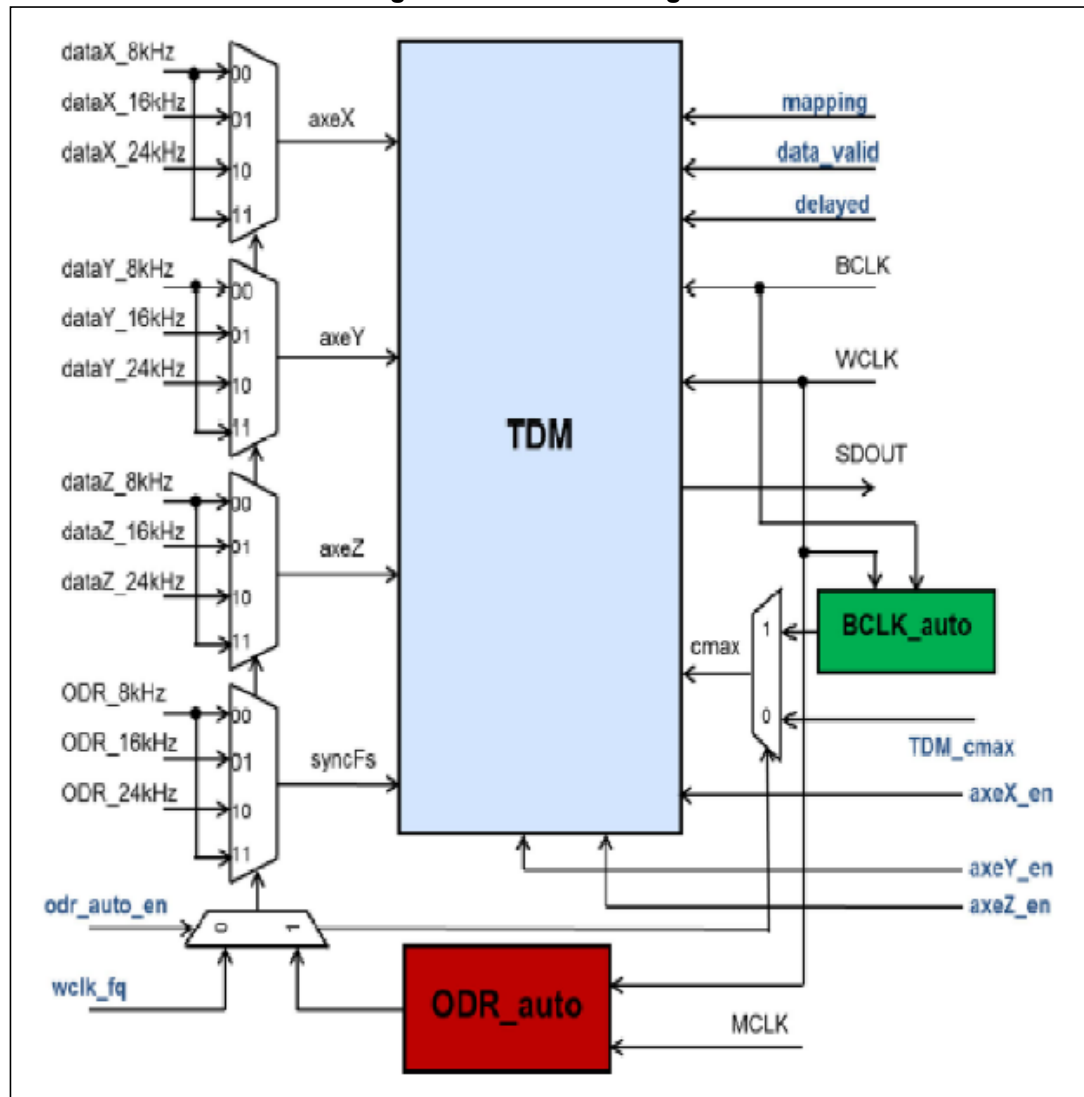 dataX_8kHz
dataX_16kHz
dataX_24kHz
00
01
10
11
axeX
dataY_8kHz
dataY_16kHz
dataY_24kHz
00
01
10
11
axeY
dataZ_8kHz
dataZ_16kHz
dataZ_24kHz
00
01
10
11
axeZ
ODR_8kHz
ODR_16kHz
ODR_24kHz
00
01
10
11
syncFs
odr_auto_en
0
1
wclk_fq
TDM
mapping
data_valid
delayed
BCLK
WCLK
SDOUT
BCLK_auto
cmax
1
0
TDM_cmax
axeX_en
axeY_en
axeZ_en
ODR_auto
MCLK